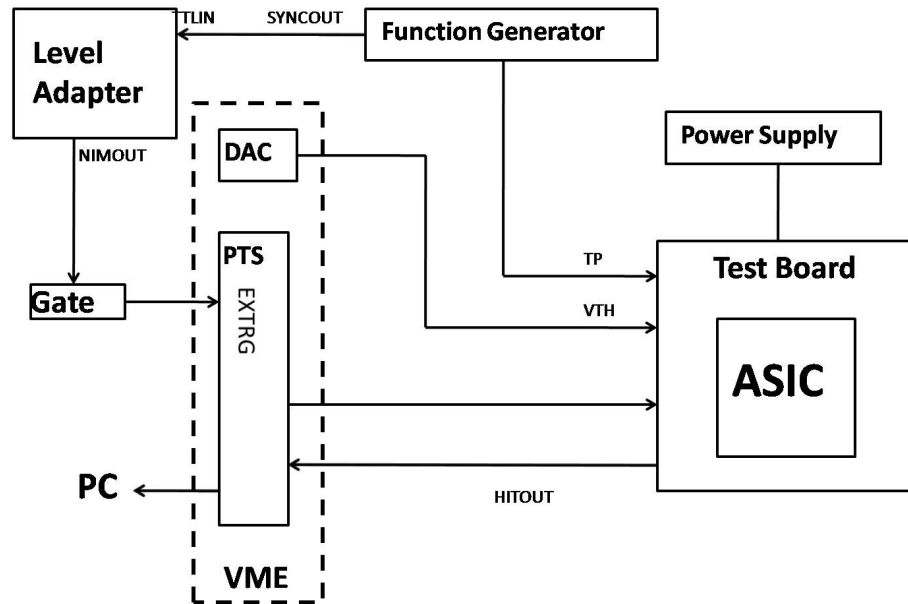 TTLIN
SYNCOUT
Function Generator
Level
Adapter
NIMOUT
DAC
Power Supply
PTS
EXTRG
Gate
TP
VTH
Test Board
ASIC
HITOUT
PC
VME